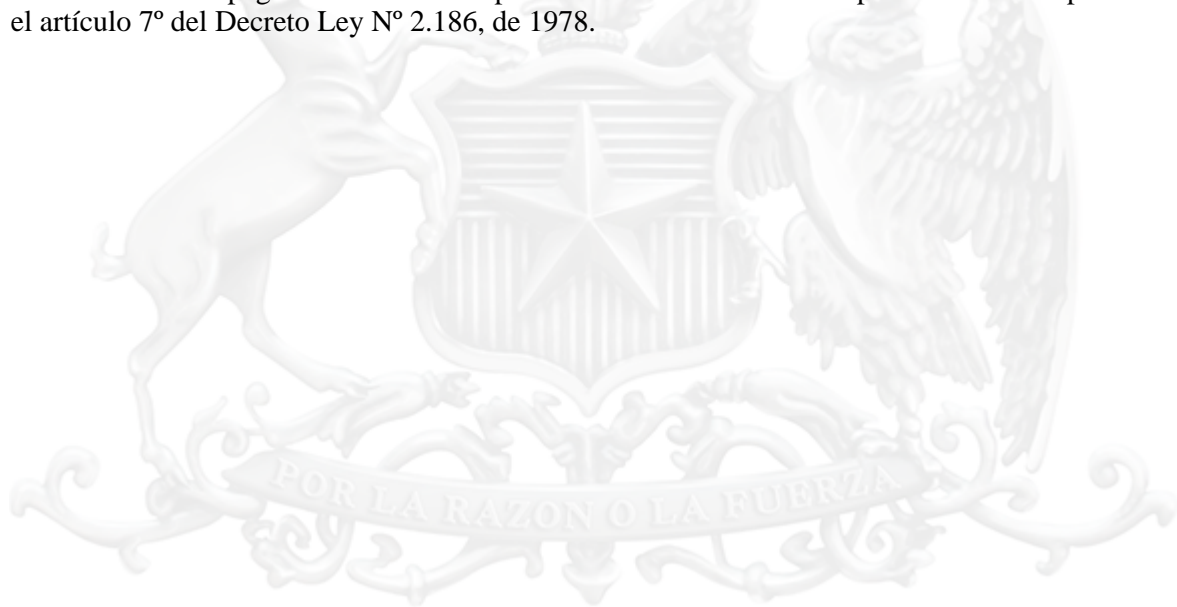 el artículo 7º del Decreto Ley Nº 2.186, de 1978.
POR LA RAZON O LA FUERZA